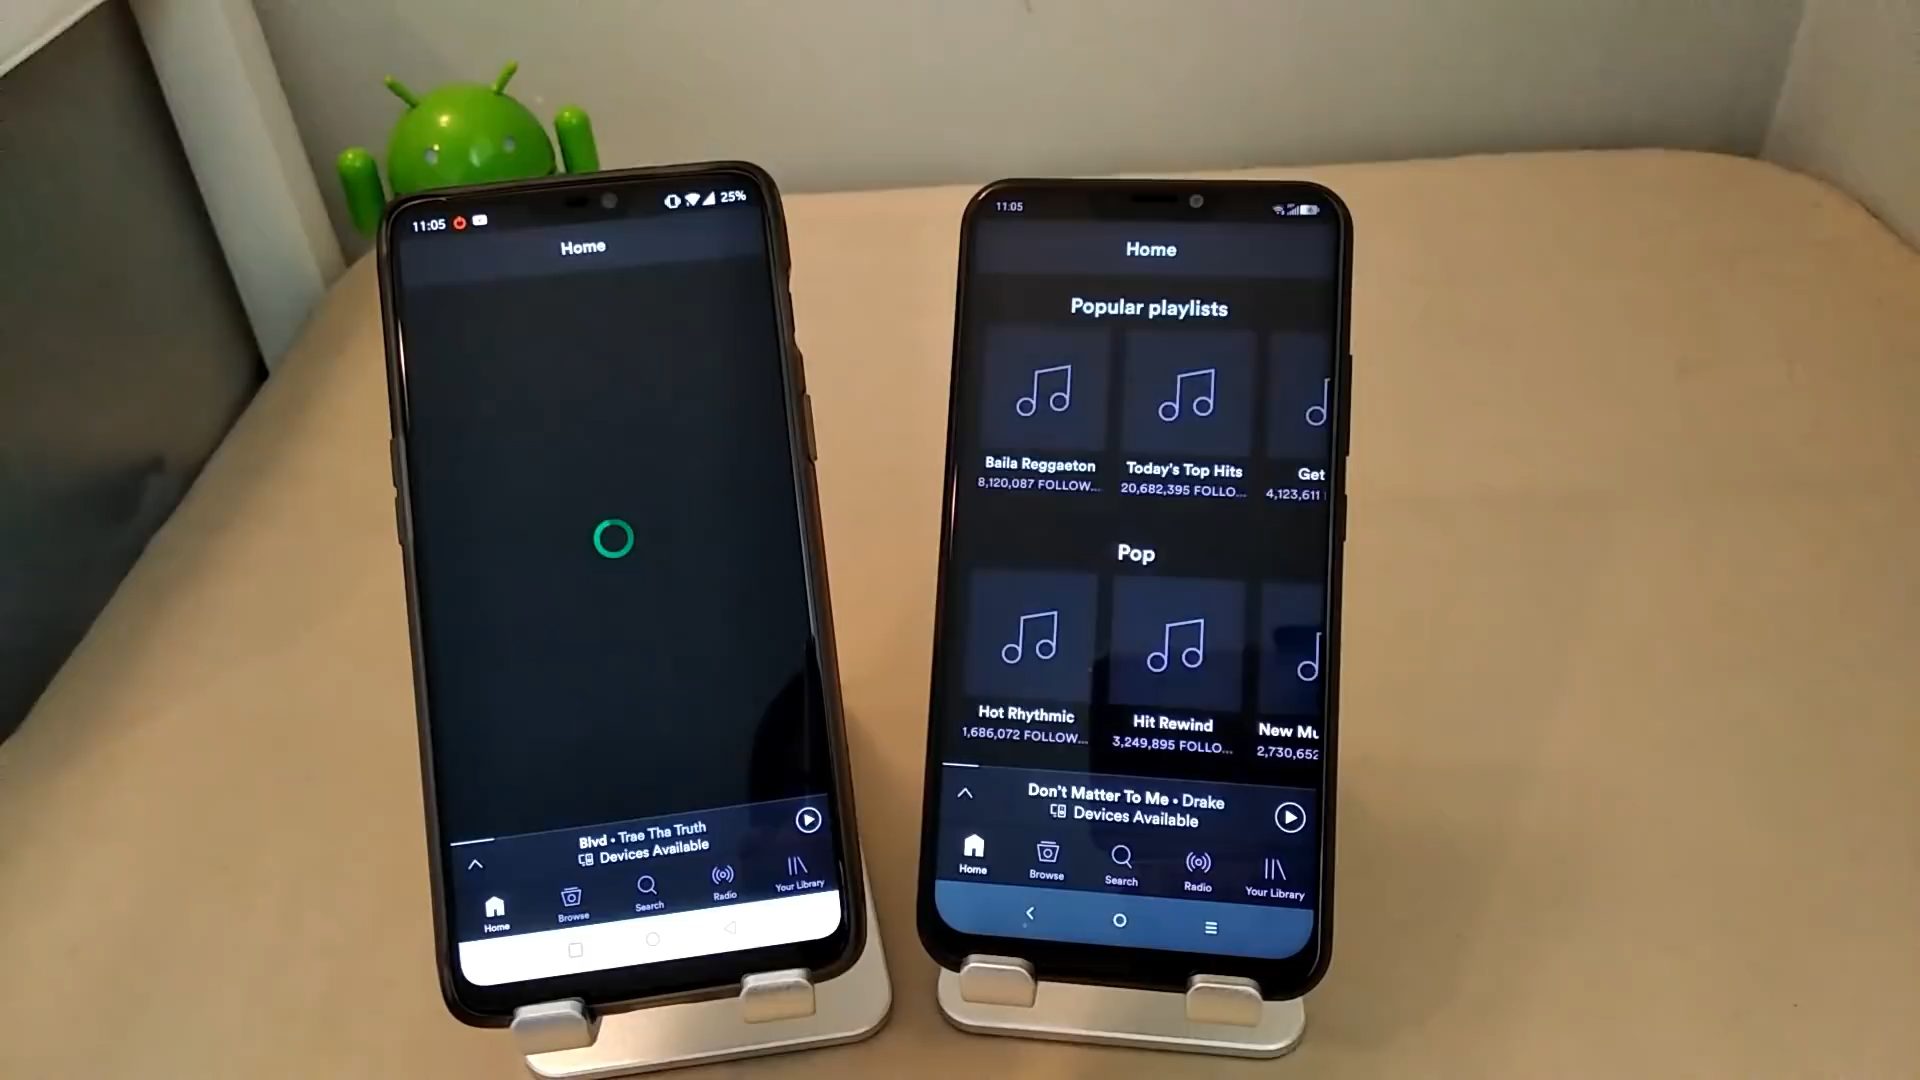 11:05
25%
Home
Blvd • Trae Tha Truth
Devices Available
Home
Browse
Search
Radio
Your Library
11:05
Home
Popular playlists
Baila Reggaeton
8,120,087 FOLLOW...
Today's Top Hits
20,682,395 FOLLO...
Get
4,123,611
Pop
Hot Rhythmic
1,686,072 FOLLOW...
Hit Rewind
3,249,895 FOLLO...
New Mu
2,730,652
Don't Matter To Me • Drake
Devices Available
Home
Browse
Search
Radio
Your Library